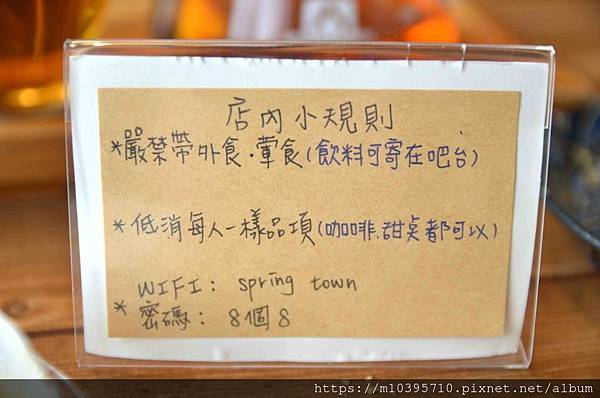 店內小規則
*嚴禁帶外食.葷食(飲料可寄在吧台)
*低消每人一樣品項(咖啡.甜桌都可以)
WIFI: spring town
*密碼: 8個8
https://m10395710.pixnet.net/album